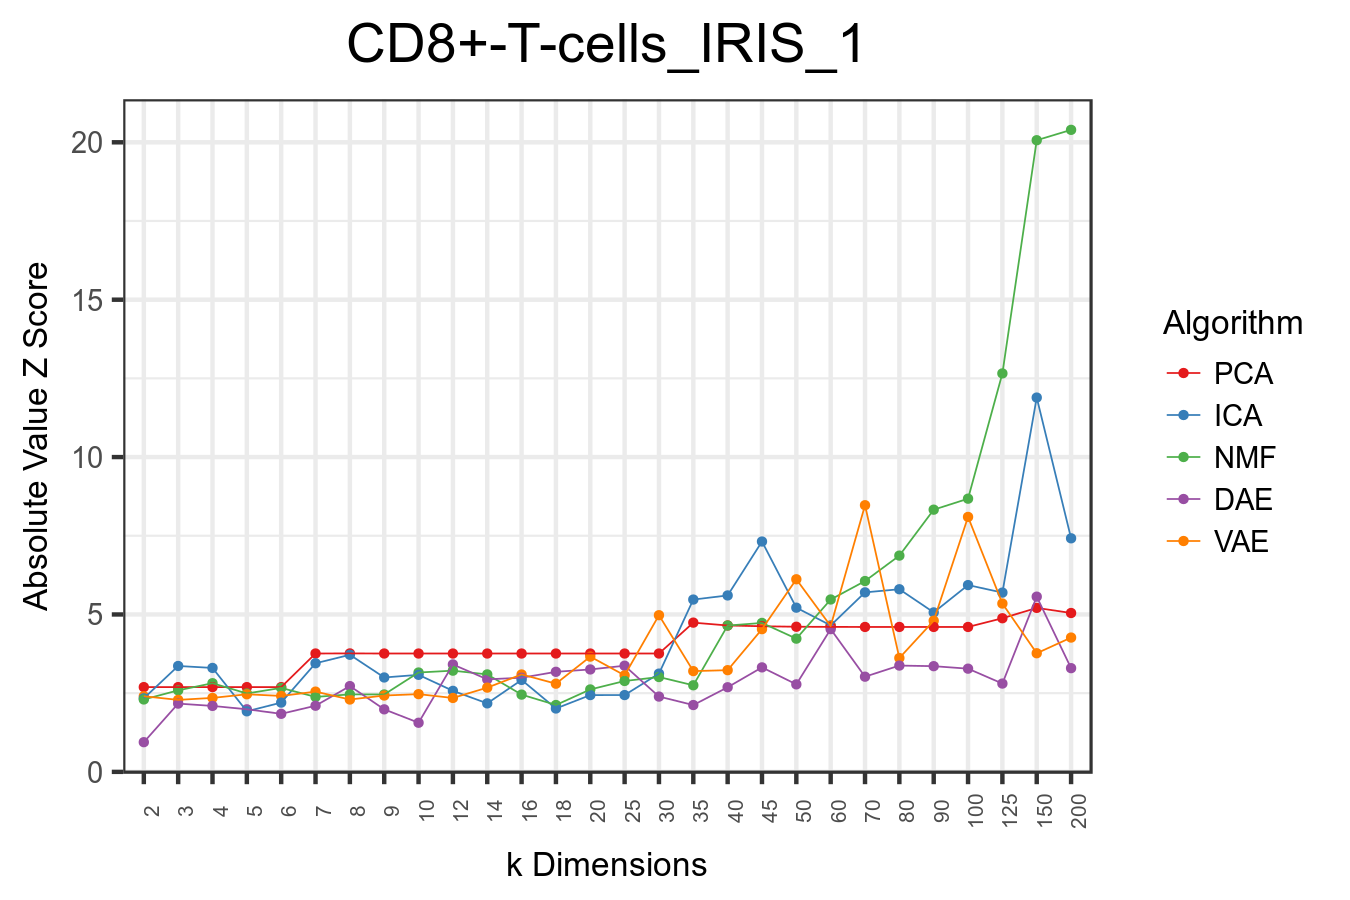 CD8+-T-cells_IRIS_1
Absolute Value Z Score
20
15
10
5
0
2 3 4 5 6 7 8 9 10 12 14 16 18 20 25 30 35 40 45 50 60 70 80 90 100 125 150 200
k Dimensions
Algorithm
PCA
ICA
NMF
DAE
VAE